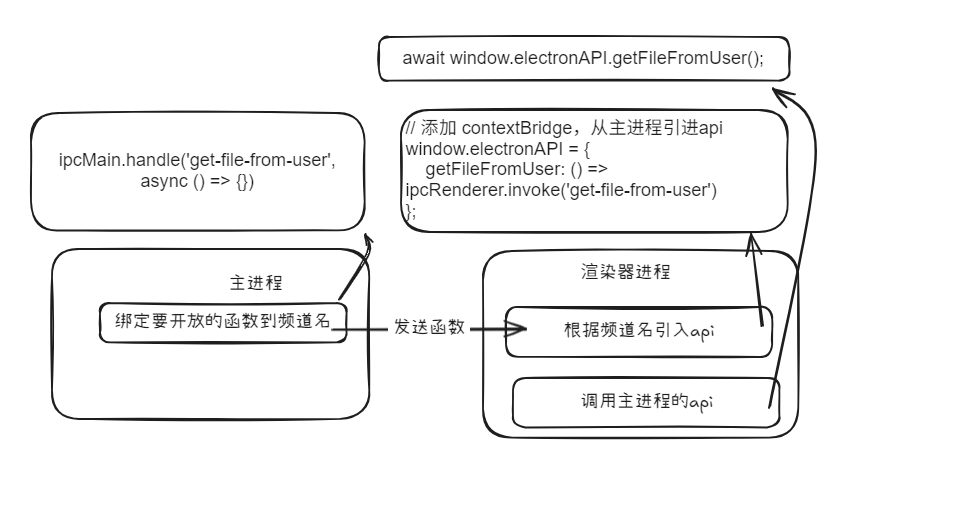 await window.electronAPI.getFileFromUser();
ipcMain.handle('get-file-from-user',
async () => {})
// 添加 contextBridge，从主进程引进api
window.electronAPI = {
getFileFromUser: () =>
ipcRenderer.invoke('get-file-from-user')
};
主进程
绑定要开放的函数到频道名
发送函数
渲染器进程
根据频道名引入api
调用主进程的api